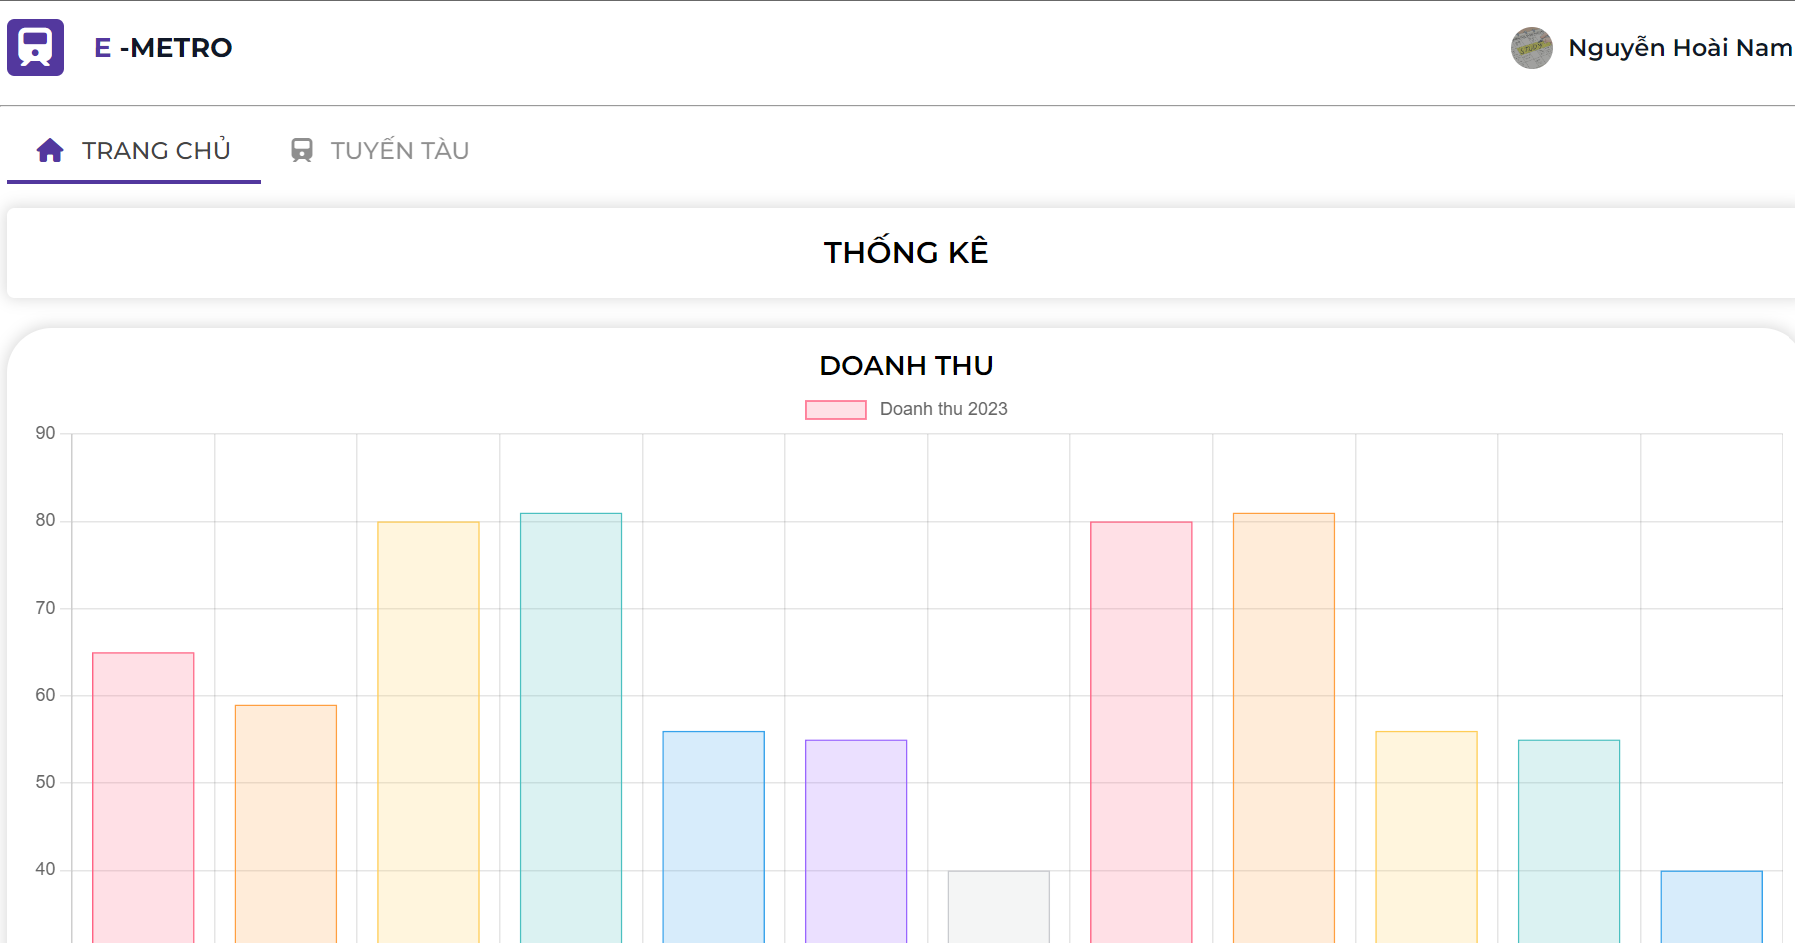 E -METRO
Nguyễn Hoài Nam
TRANG CHỦ
TUYẾN TÀU
THỐNG KÊ
DOANH THU
Doanh thu 2023
90
80
70
60
50
40